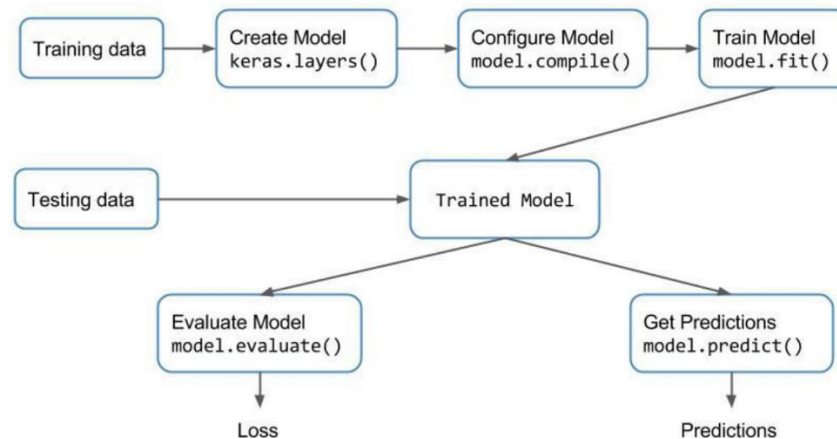 Training data
Create Model
keras.layers()
Configure Model
model.compile()
Train Model
model.fit()
Testing data
Trained Model
Evaluate Model
model.evaluate()
Get Predictions
model.predict()
Loss
Predictions